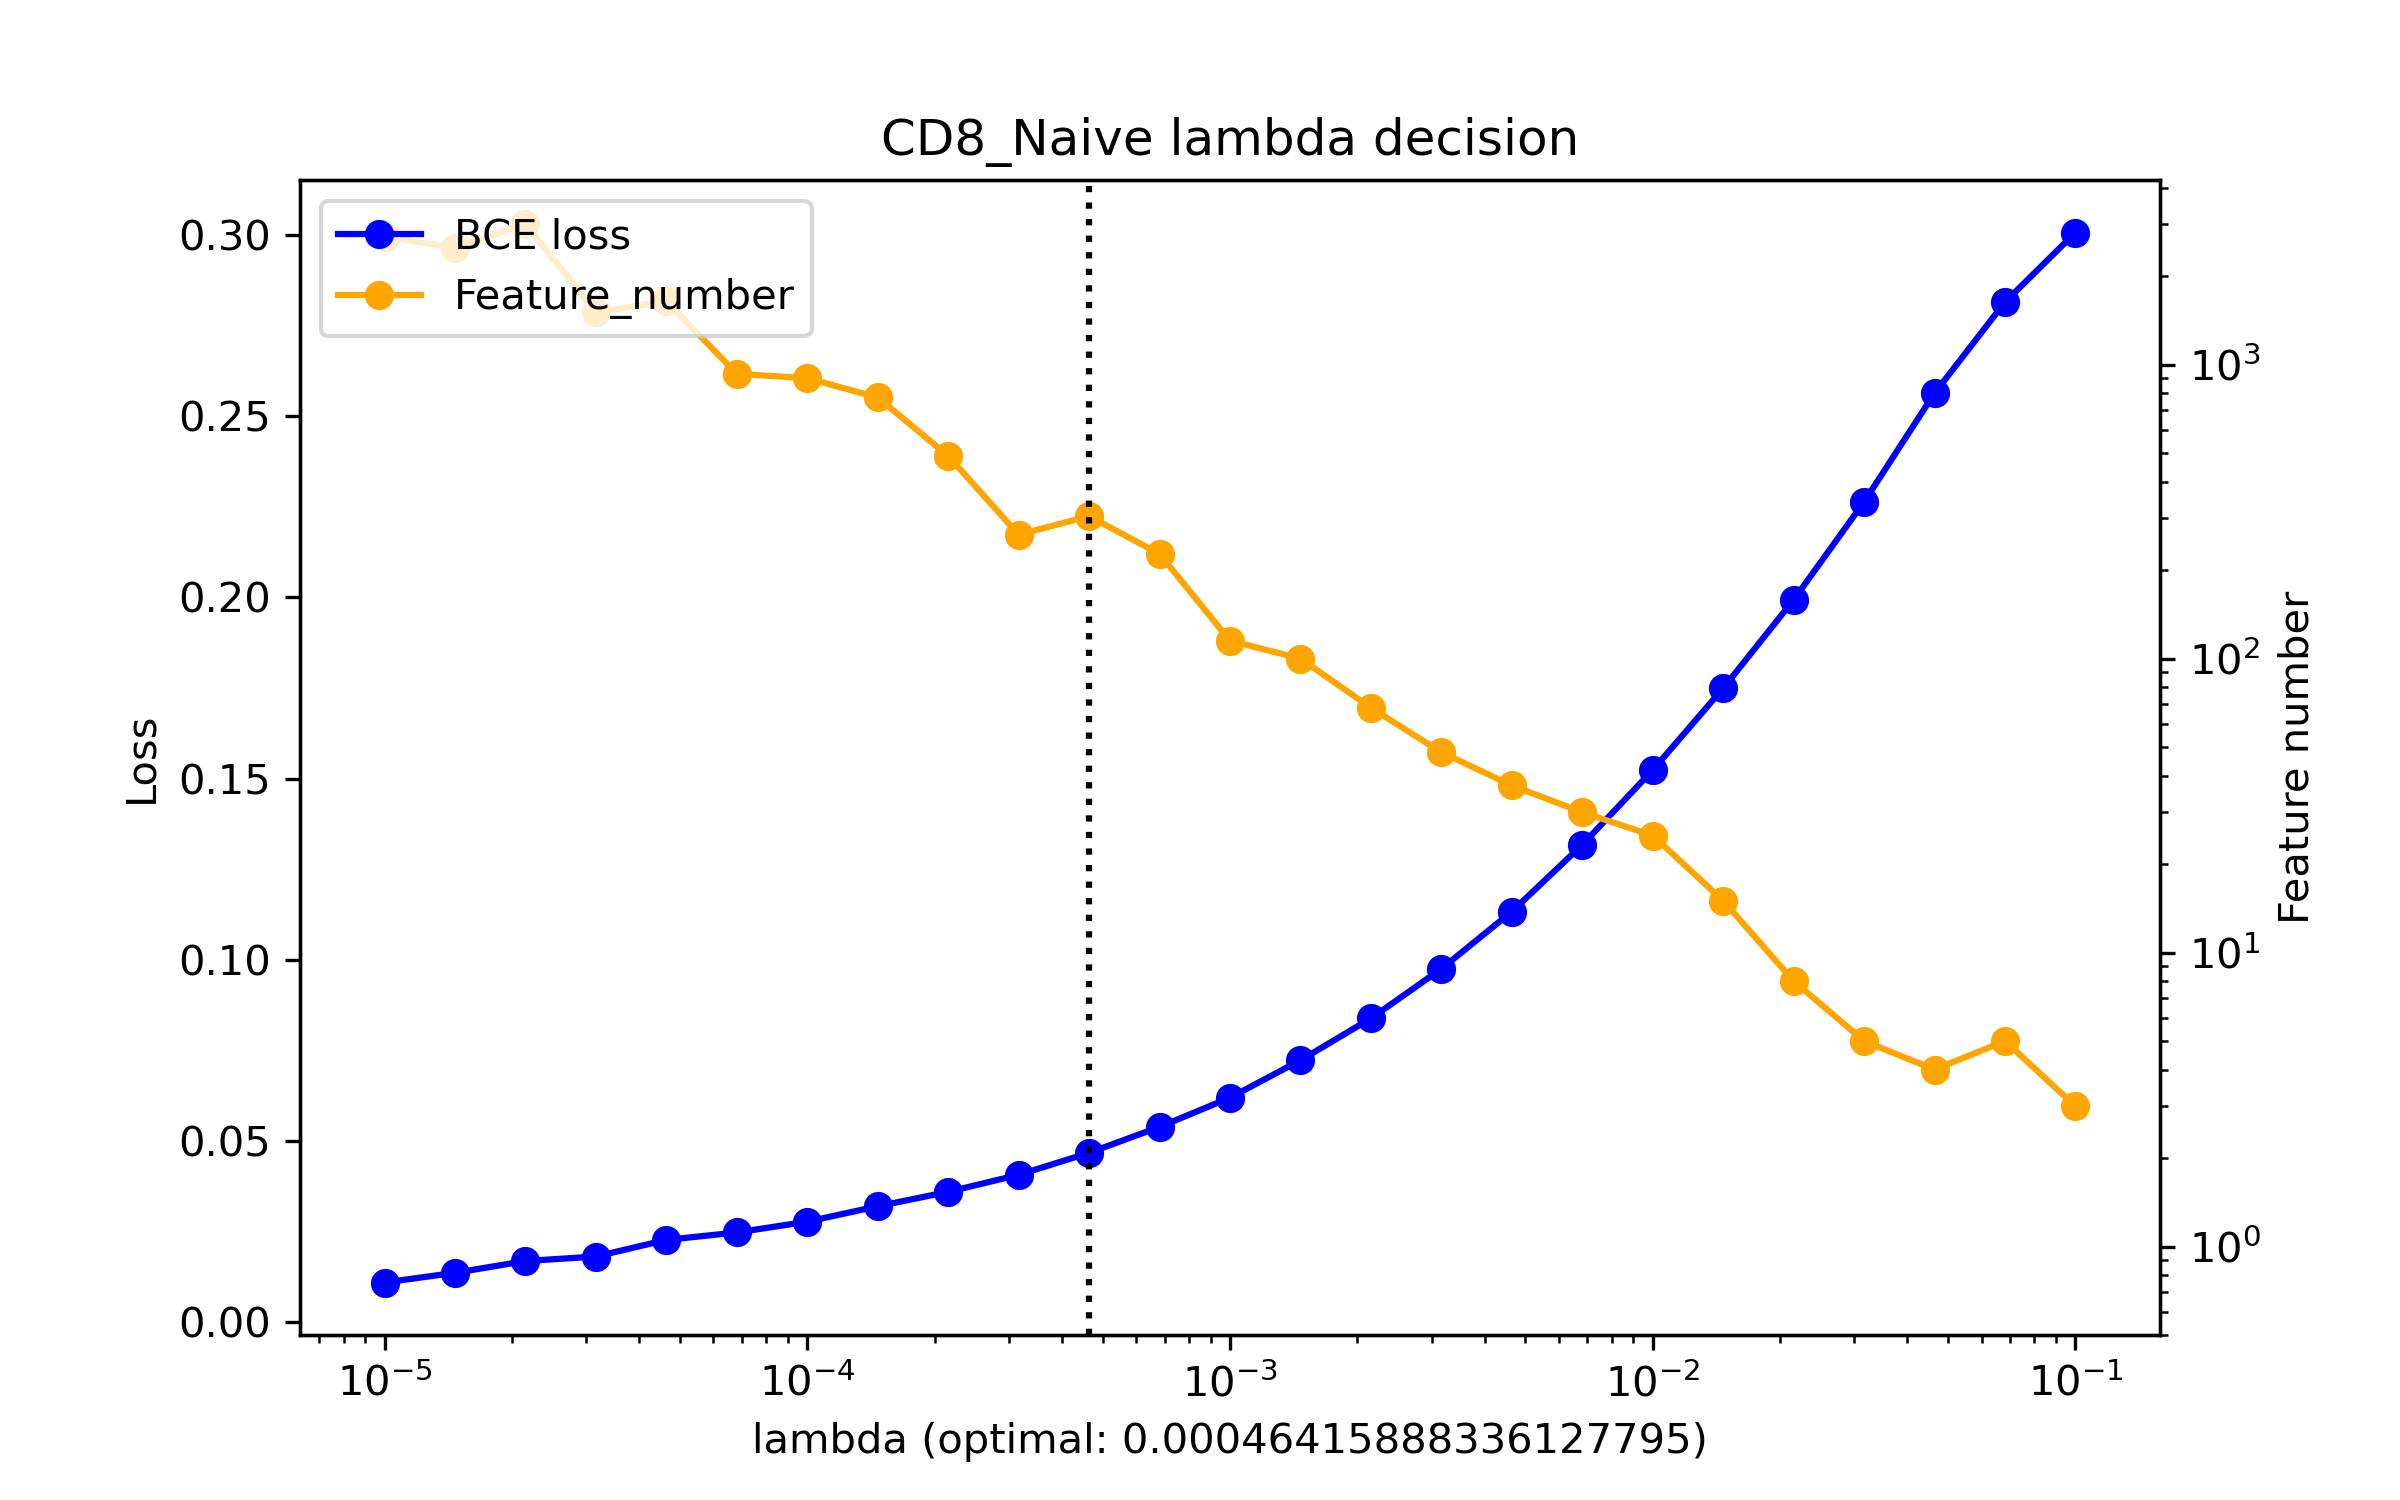 CD8_Naive lambda decision
BCE loss
Feature_number
0.30
0.25
0.20
0.15
0.10
0.05
0.00
Loss
10³
10²
10¹
10⁰
Feature number
10⁻⁵ 10⁻⁴ 10⁻³ 10⁻² 10⁻¹
lambda (optimal: 0.00046415888336127795)